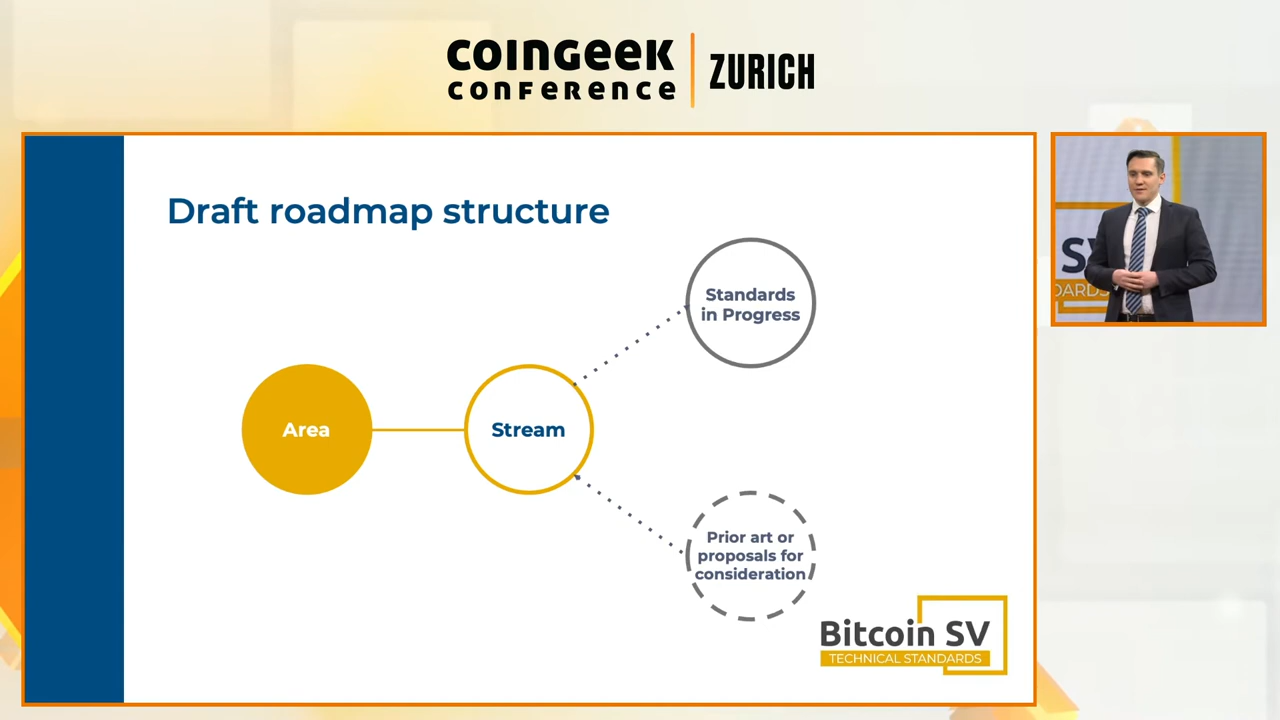 COINGEEK
CONFERENCE
ZURICH
Draft roadmap structure
Standards
in Progress
Area
Stream
Prior art or
proposals for
consideration
Bitcoin SV
TECHNICAL STANDARDS
S
DARDS